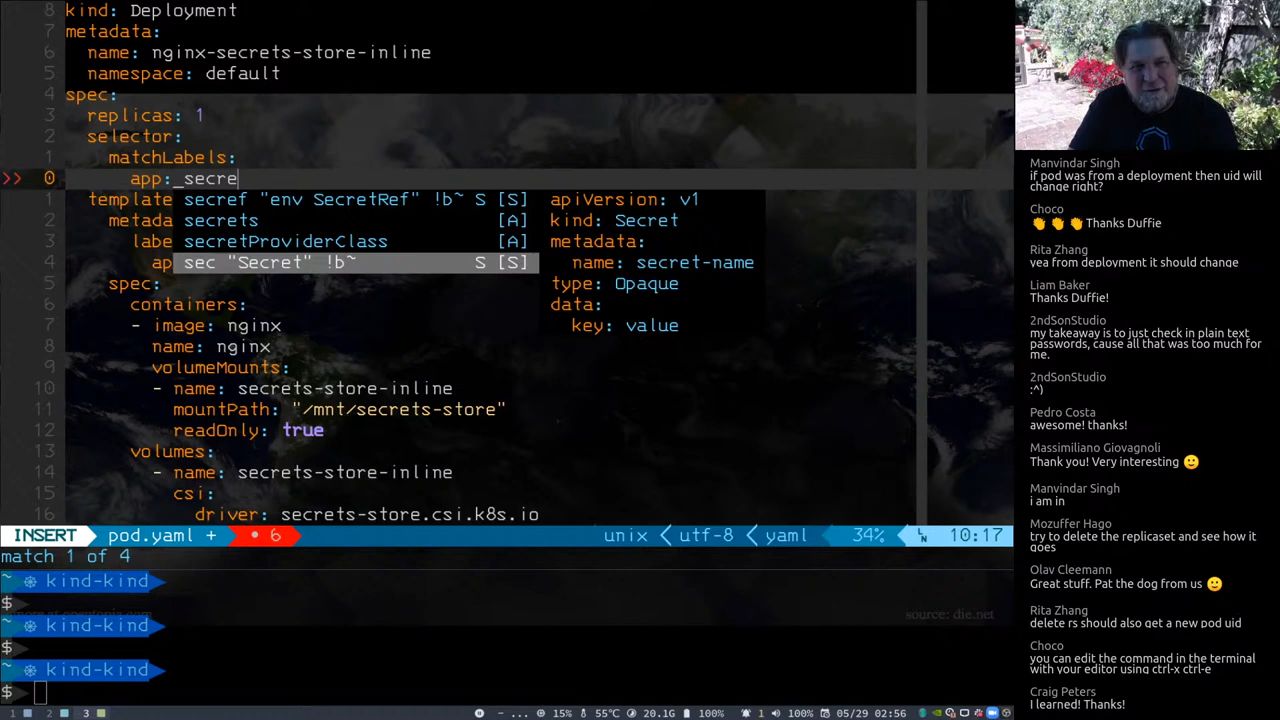 8 kind: Deployment
7 metadata:
6 name: nginx-secrets-store-inline
5 namespace: default
4 spec:
3 replicas: 1
2 selector:
1 matchLabels:
>> 0 app:_secre
1 template secref "env SecretRef" !b~ S [S] apiVersion: v1
2 metada secrets [A] kind: Secret
3 labe secretProviderClass [A] metadata:
4 ap sec "Secret" !b~ S [S] name: secret-name
5 spec: type: Opaque
6 containers: data:
7 - image: nginx key: value
8 name: nginx
9 volumeMounts:
10 - name: secrets-store-inline
11 mountPath: "/mnt/secrets-store"
12 readOnly: true
13 volumes:
14 - name: secrets-store-inline
15 csi:
16 driver: secrets-store.csi.k8s.io
INSERT pod.yaml + • 6 unix utf-8 yaml 34% 10:17
match 1 of 4
~ ⎈ kind-kind
$
source: die.net
~ ⎈ kind-kind
$
~ ⎈ kind-kind
$
1 2 3 - ... 15% 55°C 20.1G 100% 1 100% 05/29 02:56
Manvindar Singh
if pod was from a deployment then uid will
change right?
Choco
👏 👏 👏 Thanks Duffie
Rita Zhang
yea from deployment it should change
Liam Baker
Thanks Duffie!
2ndSonStudio
my takeaway is to just check in plain text
passwords, cause all that was too much for
me.
2ndSonStudio
:^)
Pedro Costa
awesome! thanks!
Massimiliano Giovagnoli
Thank you! Very interesting 🙂
Manvindar Singh
i am in
Mozuffer Hago
try to delete the replicaset and see how it
goes
Olav Cleemann
Great stuff. Pat the dog from us 🙂
Rita Zhang
delete rs should also get a new pod uid
Choco
you can edit the command in the terminal
with your editor using ctrl-x ctrl-e
Craig Peters
I learned! Thanks!